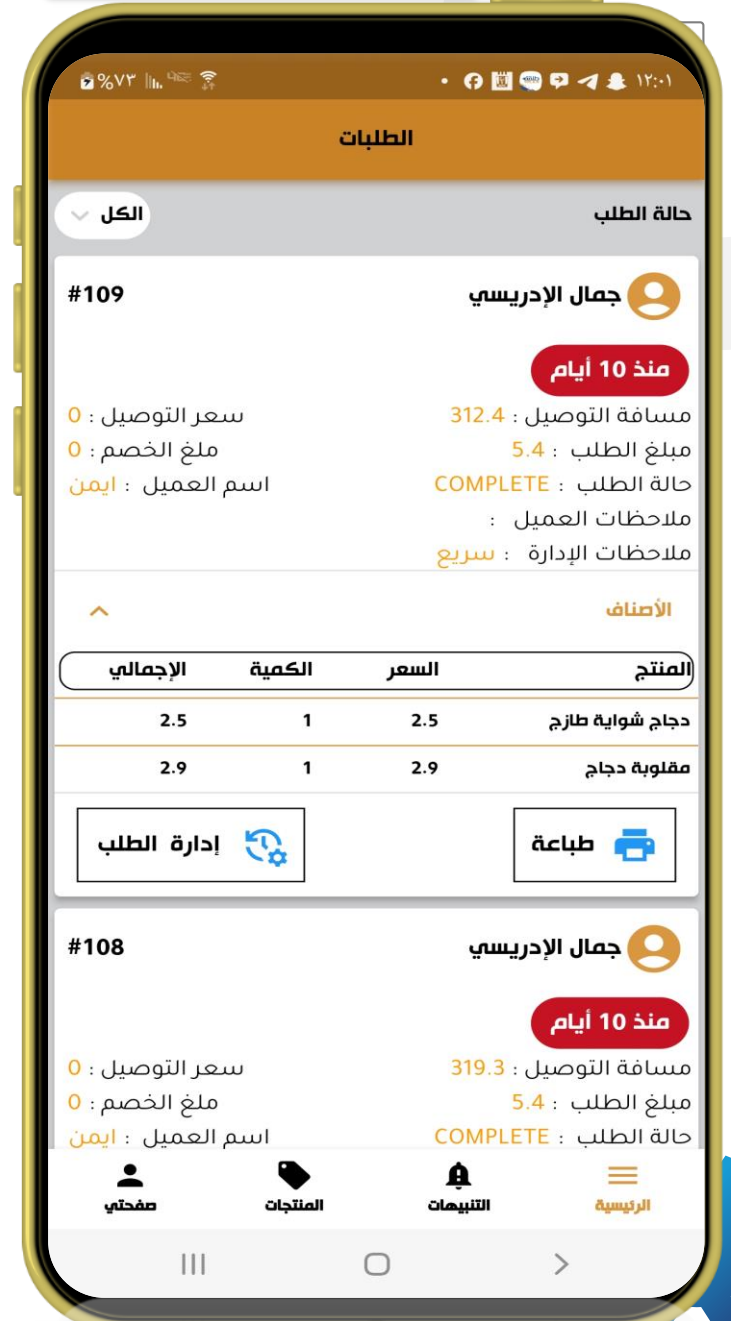 ١٢:٠١ %٧٣
الطلبات
حالة الطلب الكل
جمال الإدريسي #109
منذ 10 أيام
مسافة التوصيل : 312.4 سعر التوصيل : 0
مبلغ الطلب : 5.4 ملغ الخصم : 0
حالة الطلب : COMPLETE اسم العميل : ايمن
ملاحظات العميل :
ملاحظات الإدارة : سريع
الأصناف
المنتج السعر الكمية الإجمالي
دجاج شواية طازج 2.5 1 2.5
مقلوبة دجاج 2.9 1 2.9
طباعة إدارة الطلب
جمال الإدريسي #108
منذ 10 أيام
مسافة التوصيل : 319.3 سعر التوصيل : 0
مبلغ الطلب : 5.4 ملغ الخصم : 0
حالة الطلب : COMPLETE اسم العميل : ايمن
الرئيسية التنبيهات المنتجات صفحتي